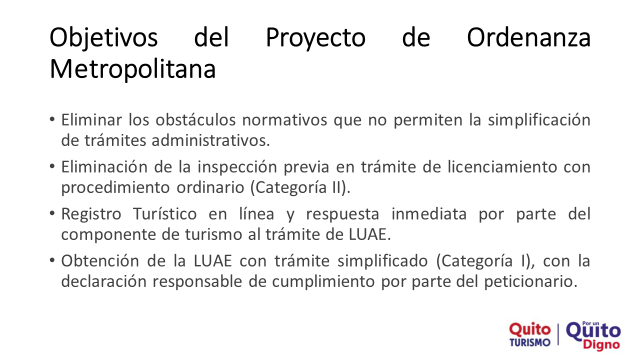 Objetivos del Proyecto de Ordenanza
Metropolitana
• Eliminar los obstáculos normativos que no permiten la simplificación
de trámites administrativos.
• Eliminación de la inspección previa en trámite de licenciamiento con
procedimiento ordinario (Categoría II).
• Registro Turístico en línea y respuesta inmediata por parte del
componente de turismo al trámite de LUAE.
• Obtención de la LUAE con trámite simplificado (Categoría I), con la
declaración responsable de cumplimiento por parte del peticionario.
Quito
TURISMO
Por un
Quito
Digno